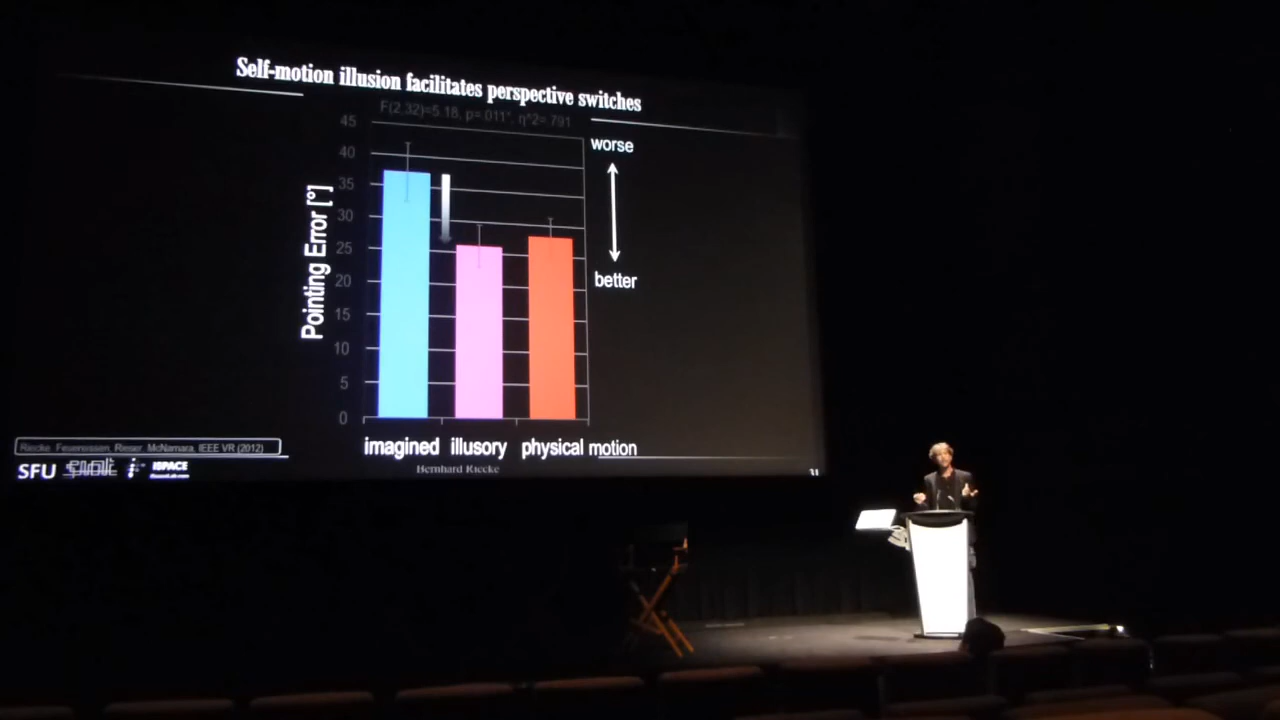 Self-motion illusion facilitates perspective switches
F(2,32)=5.18, p=.011*, η^2=.791
45
40
35
30
25
20
15
10
5
0
Pointing Error [°]
worse
better
imagined illusory physical motion
Riecke, Feuereissen, Rieser, McNamara, IEEE VR (2012)
SFU
ISPACE
Bernhard Riecke
31